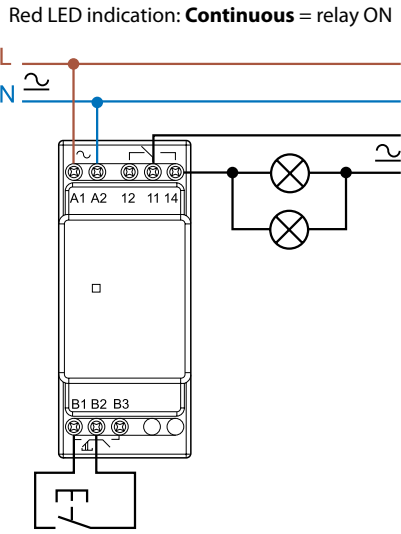 Red LED indication: Continuous = relay ON
L
N
A1 A2 12 11 14
B1 B2 B3